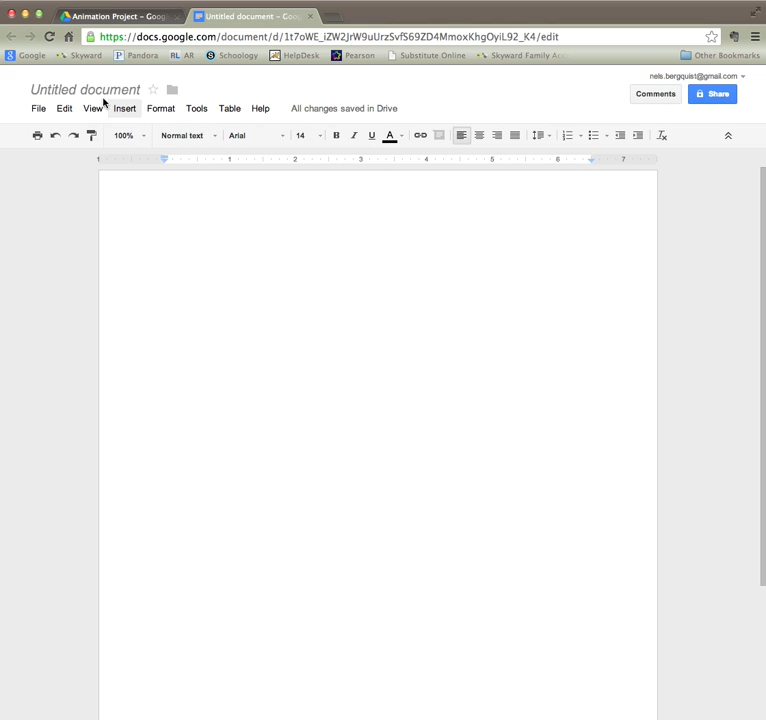 Animation Project – Goog
Untitled document – Goo
https://docs.google.com/document/d/1t7oWE_iZW2JrW9uUrzSvfS69ZD4MmoxKhgOyiL92_K4/edit
Google Skyward Pandora RL AR Schoology HelpDesk Pearson Substitute Online Skyward Family Ac Other Bookmarks
nels.bergquist@gmail.com
Untitled document
Comments Share
File Edit View Insert Format Tools Table Help All changes saved in Drive
100% Normal text Arial 14 B I U A
1 1 2 3 4 5 6 7